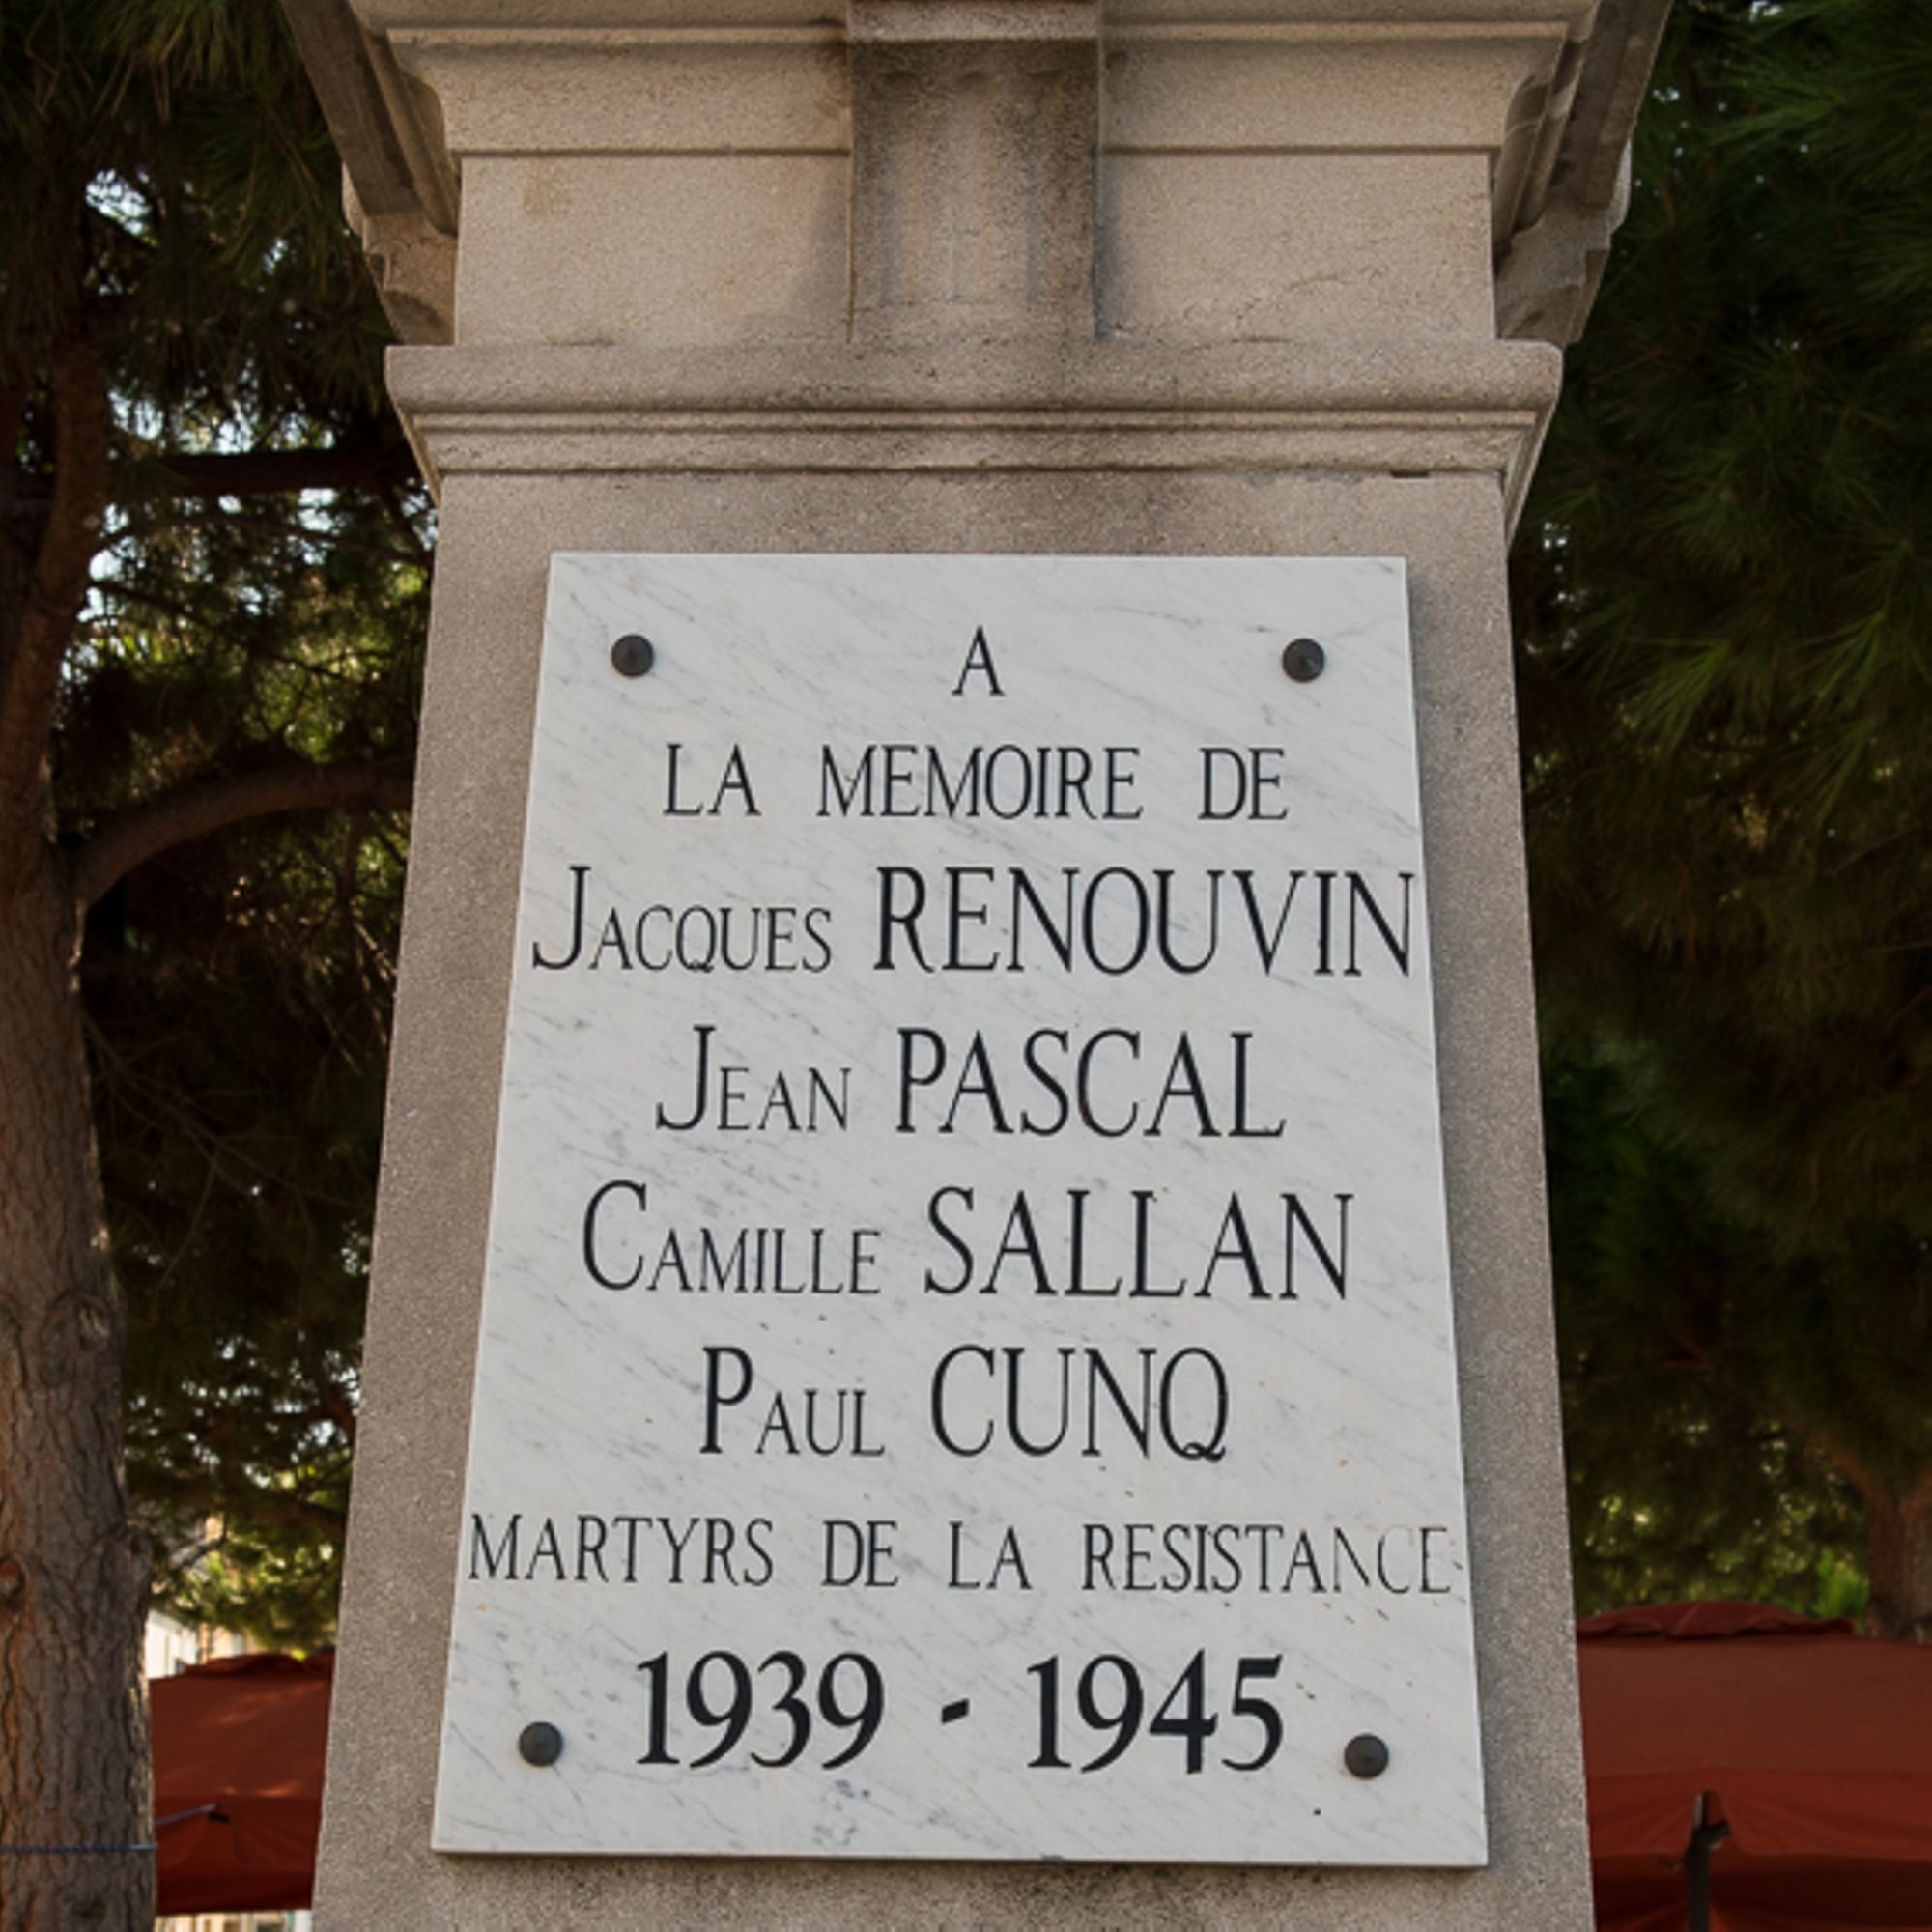 A
LA MEMOIRE DE
JACQUES RENOUVIN
JEAN PASCAL
CAMILLE SALLAN
PAUL CUNQ
MARTYRS DE LA RESISTANCE
1939 - 1945